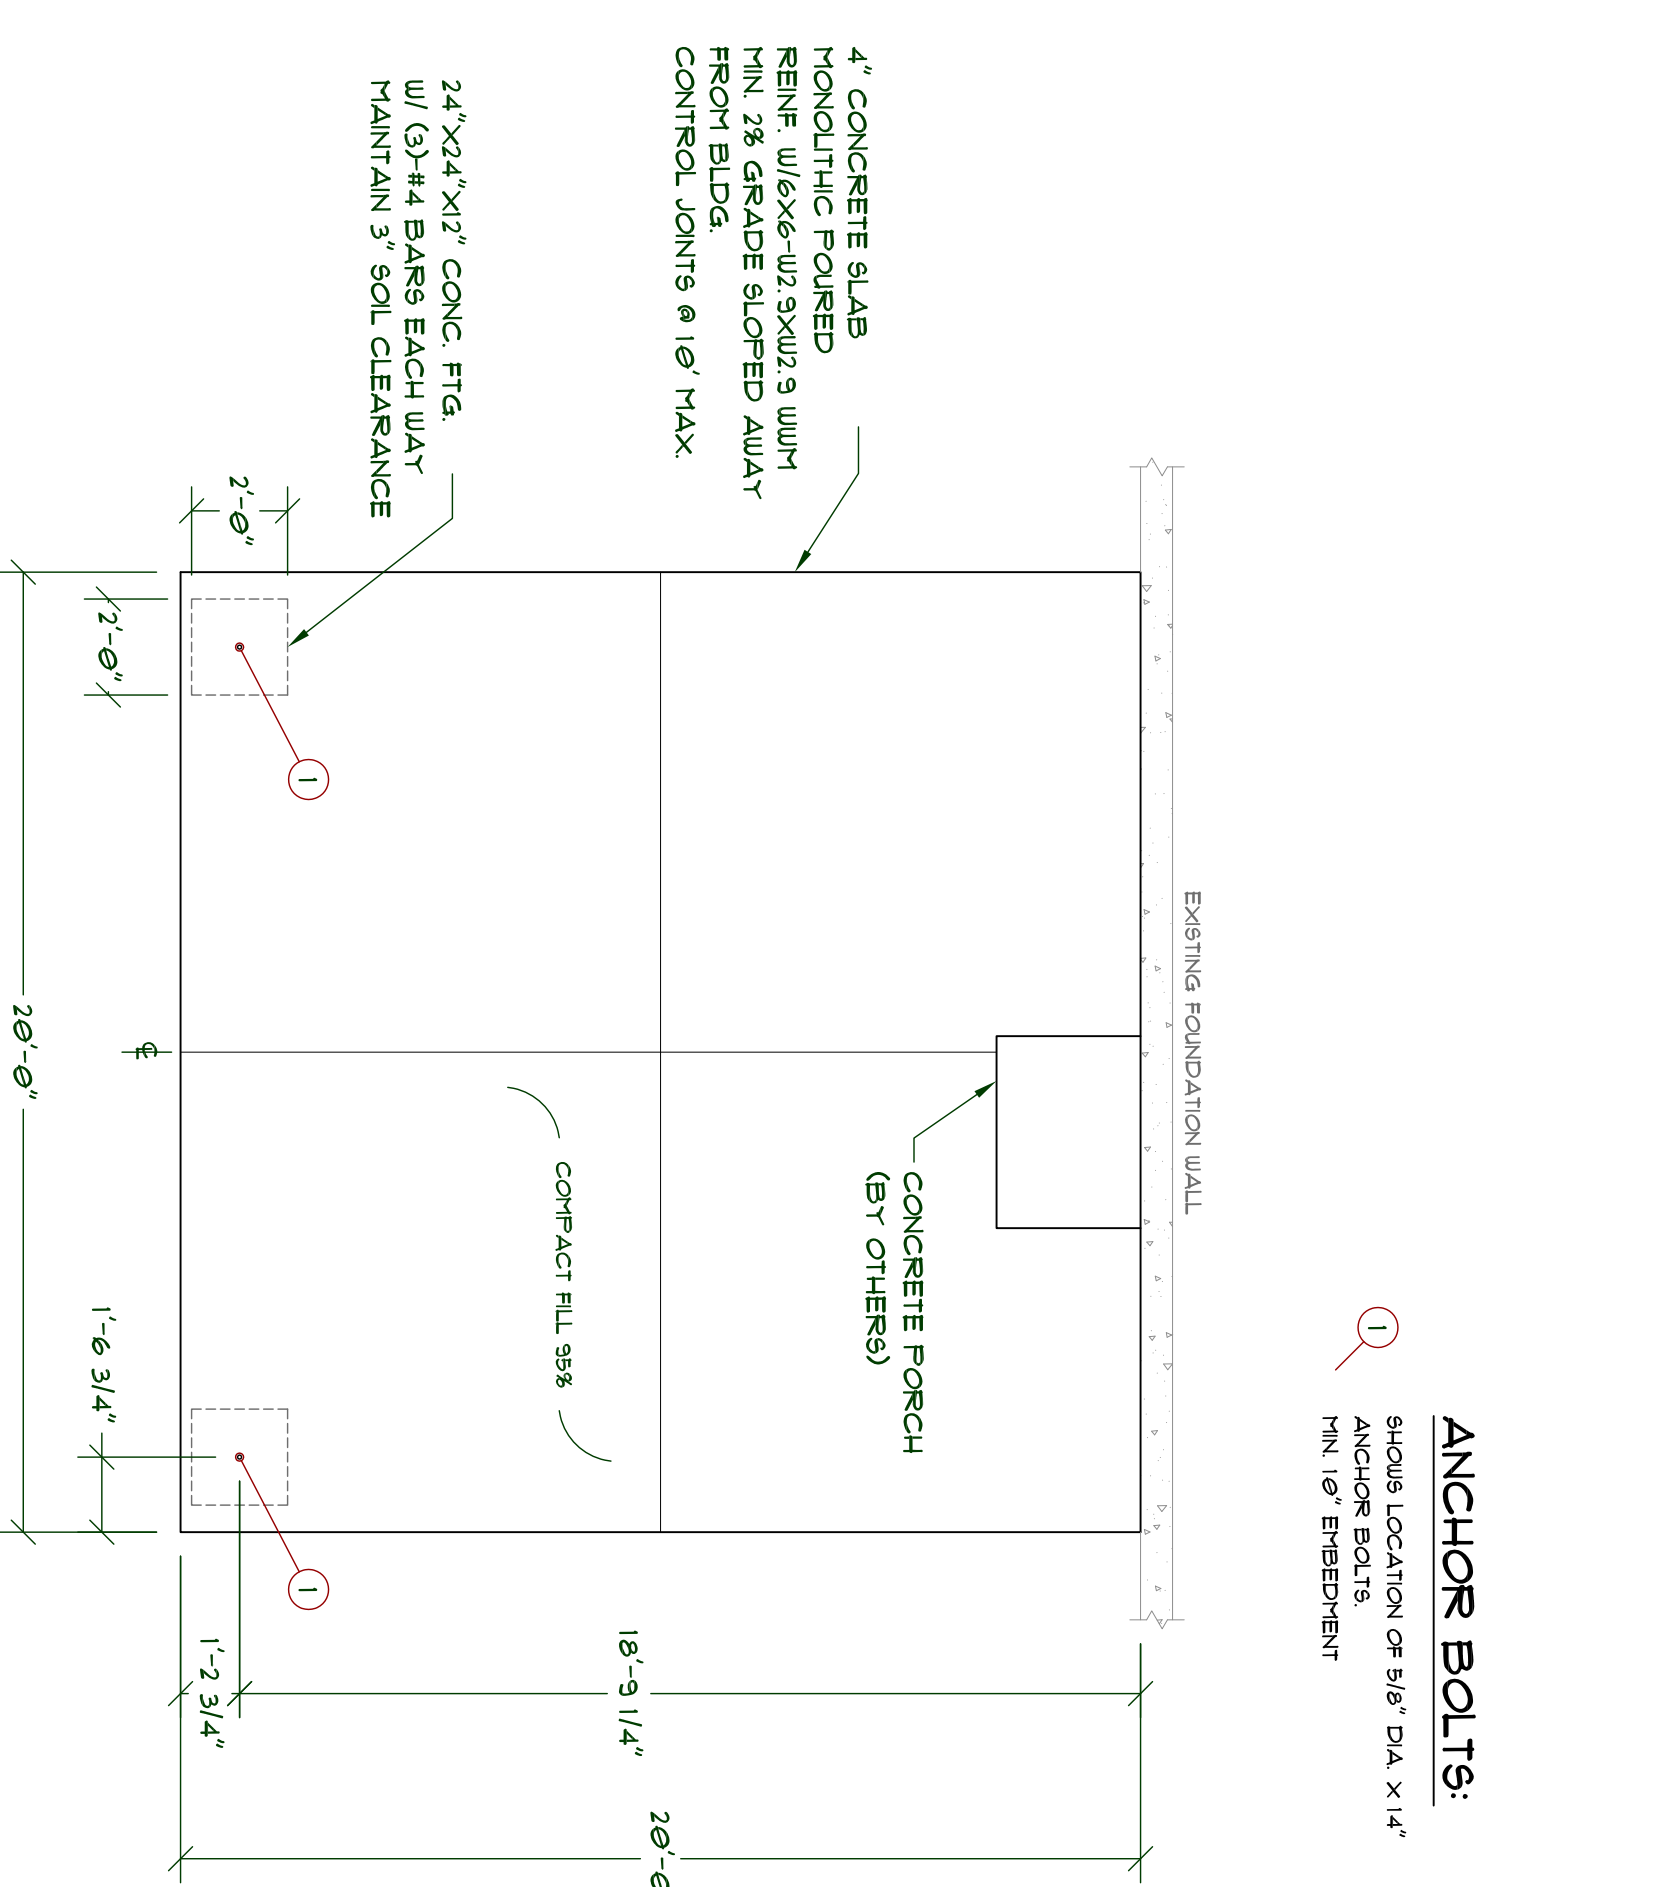 ANCHOR BOLTS:
SHOWS LOCATION OF 5/8" DIA. X 14"
ANCHOR BOLTS.
MIN. 10" EMBEDMENT
1
EXISTING FOUNDATION WALL
4" CONCRETE SLAB
MONOLITHIC POURED
REINF. W/6X6-W2.9XW2.9 WWM
MIN. 2% GRADE SLOPED AWAY
FROM BLDG.
CONTROL JOINTS @ 10' MAX.
CONCRETE PORCH
(BY OTHERS)
18'-9 1/4"
20'-
COMPACT FILL 95%
24"X24"X12" CONC. FTG.
W/ (3)-#4 BARS EACH WAY
MAINTAIN 3" SOIL CLEARANCE
1
1
2'-0"
1'-2 3/4"
2'-0"
1'-6 3/4"
℄
20'-0"